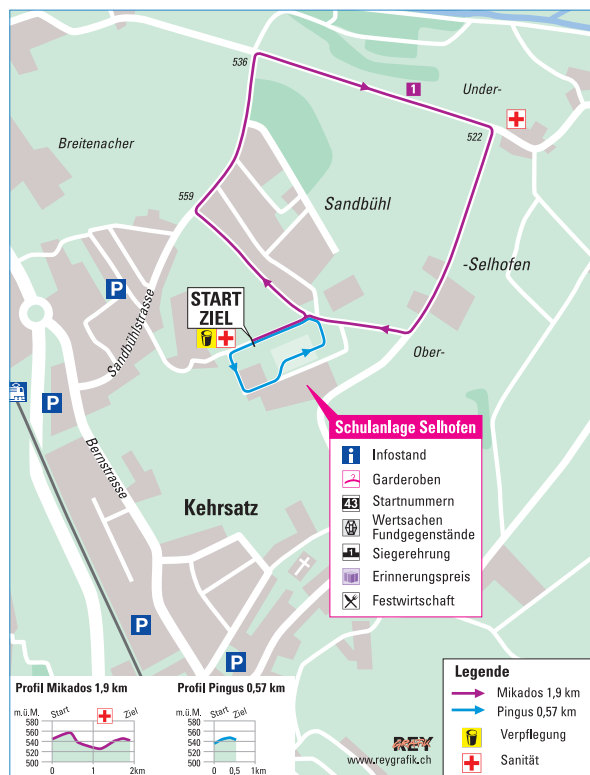 536
1
Under-
Breitenacher
522
559
Sandbühl
-Selhofen
P
START
ZIEL
Sandbühlstrasse
Ober-
P
Schulanlage Selhofen
i Infostand
Garderoben
43 Startnummern
Wertsachen
Fundgegenstände
1 Siegerehrung
Erinnerungspreis
Festwirtschaft
Bernstrasse
Kehrsatz
P
P
Profil Mikados 1,9 km
m.ü.M. Start Ziel
580
560
540
520
500
0 1 2km
Profil Pingus 0,57 km
m.ü.M. Start Ziel
580
560
540
520
500
0 0,5 1km
REY
GRAFIK
www.reygrafik.ch
Legende
Mikados 1,9 km
Pingus 0,57 km
Verpflegung
Sanität